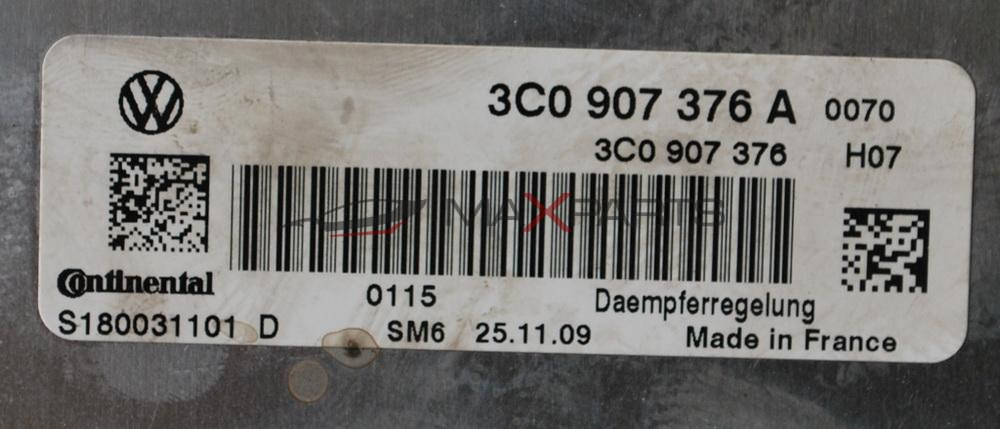 3C0 907 376 A 0070
3C0 907 376 H07
MAXPARTS
Continental
0115 Daempferregelung
S180031101 D SM6 25.11.09 Made in France